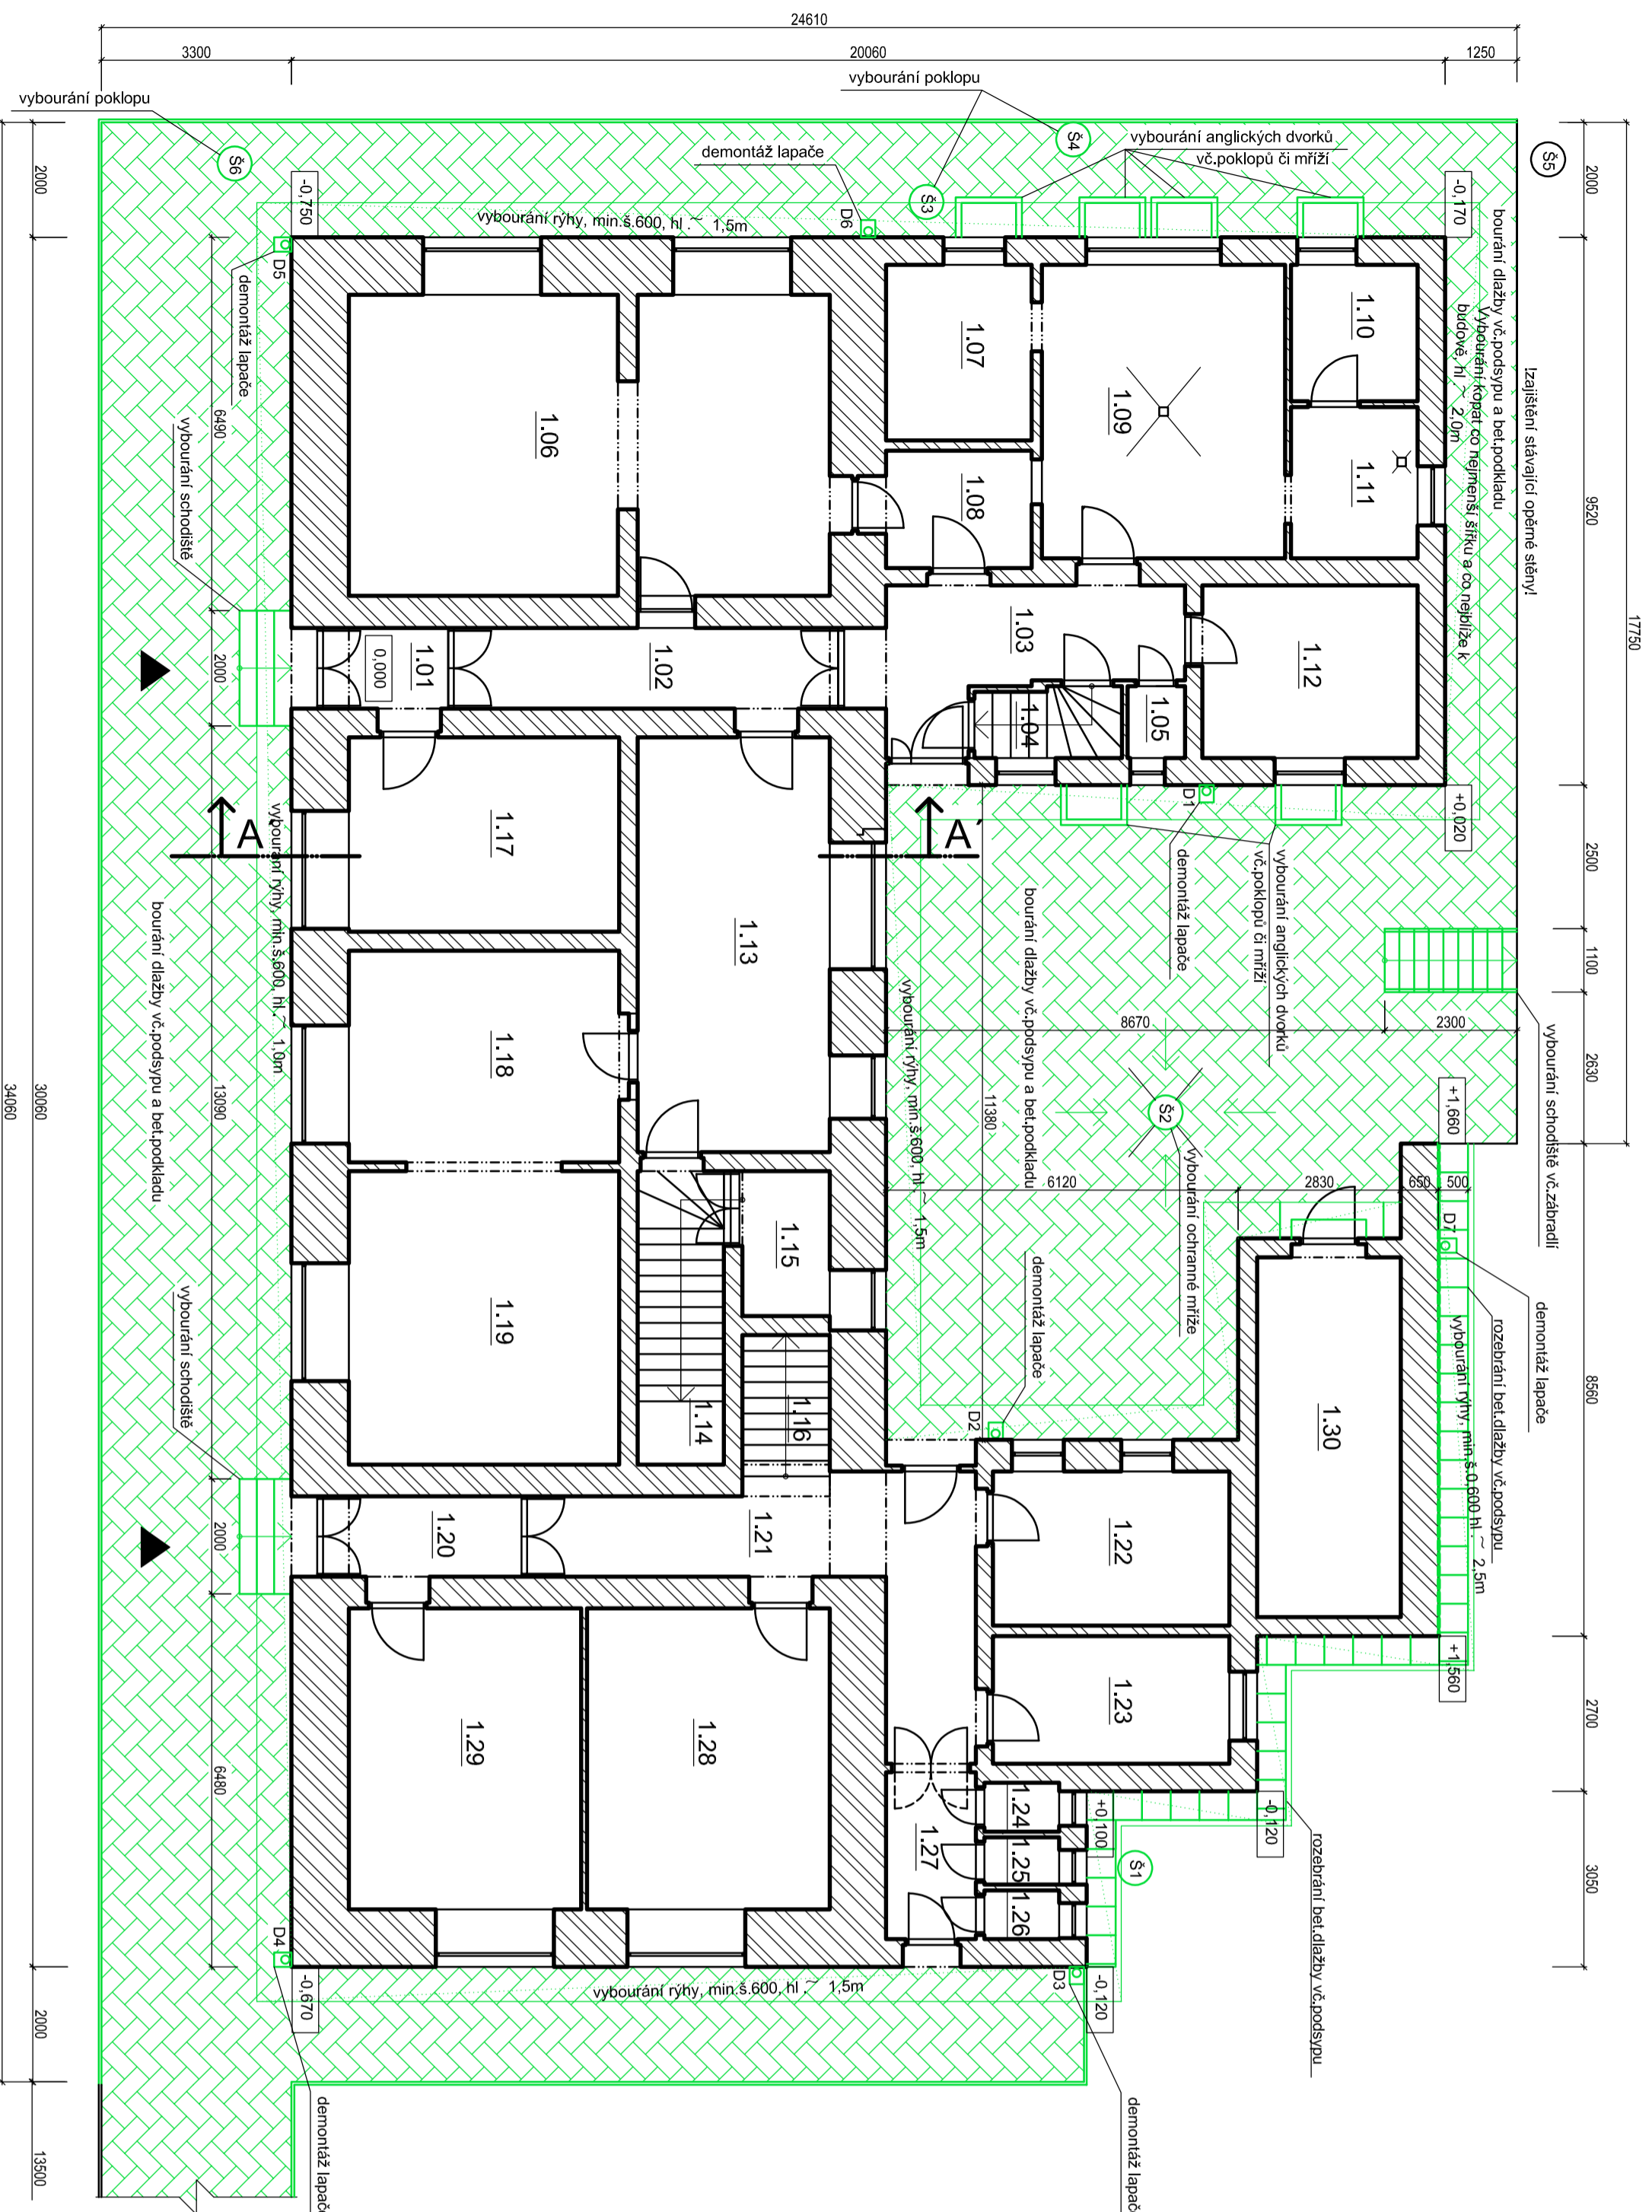 24610
3300
20060
1250
vybourání poklopu
vybourání poklopu
demontáž lapače
vybourání anglických dvorků
vč.poklopů či mříží
Š6
Š3
Š4
Š5
2000
2000
17750
-0,750
-0,170
vybourání rýhy, min.š.600, hl . ~ 1,5m
D5
D6
demontáž lapače
6490
vybourání schodiště
2000
!zajištění stávající opěrné stěny!
bourání dlažby vč.podsypu a bet.podkladu
Vybourání kopat co nejmenší šířku a co nejblíže k
budově, hl . ~ 2,0m
9520
1.06
1.07
1.08
1.09
1.10
1.11
1.12
1.01
0,000
1.02
1.03
1.04
1.05
+0,020
D1
demontáž lapače
vybourání anglických dvorků
vč.poklopů či mříží
2500
1100
2630
A´
A´
vybourání rýhy, min.š.600, hl . ~ 1,0m
bourání dlažby vč.podsypu a bet.podkladu
13090
30060
34060
1.17
1.13
1.18
1.19
1.15
1.14
1.16
vybourání rýhy, min.š.600, hl . ~ 1,5m
11380
bourání dlažby vč.podsypu a bet.podkladu
8670
2300
vybourání schodiště vč.zábradlí
Š2
vybourání ochranné mříže
6120
2830
650
500
+1,660
D7
demontáž lapače
rozebrání bet.dlažby vč.podsypu
vybourání rýhy, min.š.0,600 hl . ~ 2,5m
8560
D2
demontáž lapače
1.30
vybourání schodiště
2000
1.20
1.21
1.22
1.23
+1,560
2700
1.24
1.25
1.26
1.27
1.28
1.29
+0,100
-0,120
Š1
rozebrání bet.dlažby vč.podsypu
3050
6480
D4
-0,670
vybourání rýhy, min.š.600, hl . ~ 1,5m
D3
-0,120
2000
13500
demontáž lapače
demontáž lapač